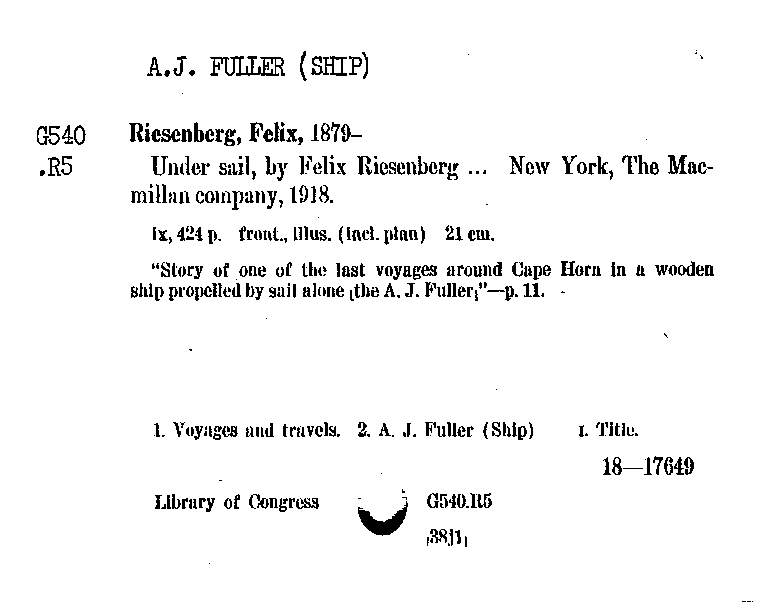 A.J. FULLER (SHIP)
G540 Riesenberg, Felix, 1879–
.R5 Under sail, by Felix Riesenberg ... New York, The Mac-
millan company, 1918.
ix, 424 p. front., illus. (incl. plan) 21 cm.
"Story of one of the last voyages around Cape Horn in a wooden
ship propelled by sail alone [the A. J. Fuller]"—p. 11.
1. Voyages and travels. 2. A. J. Fuller (Ship) I. Title.
18—17649
Library of Congress G540.R5
[38j1]